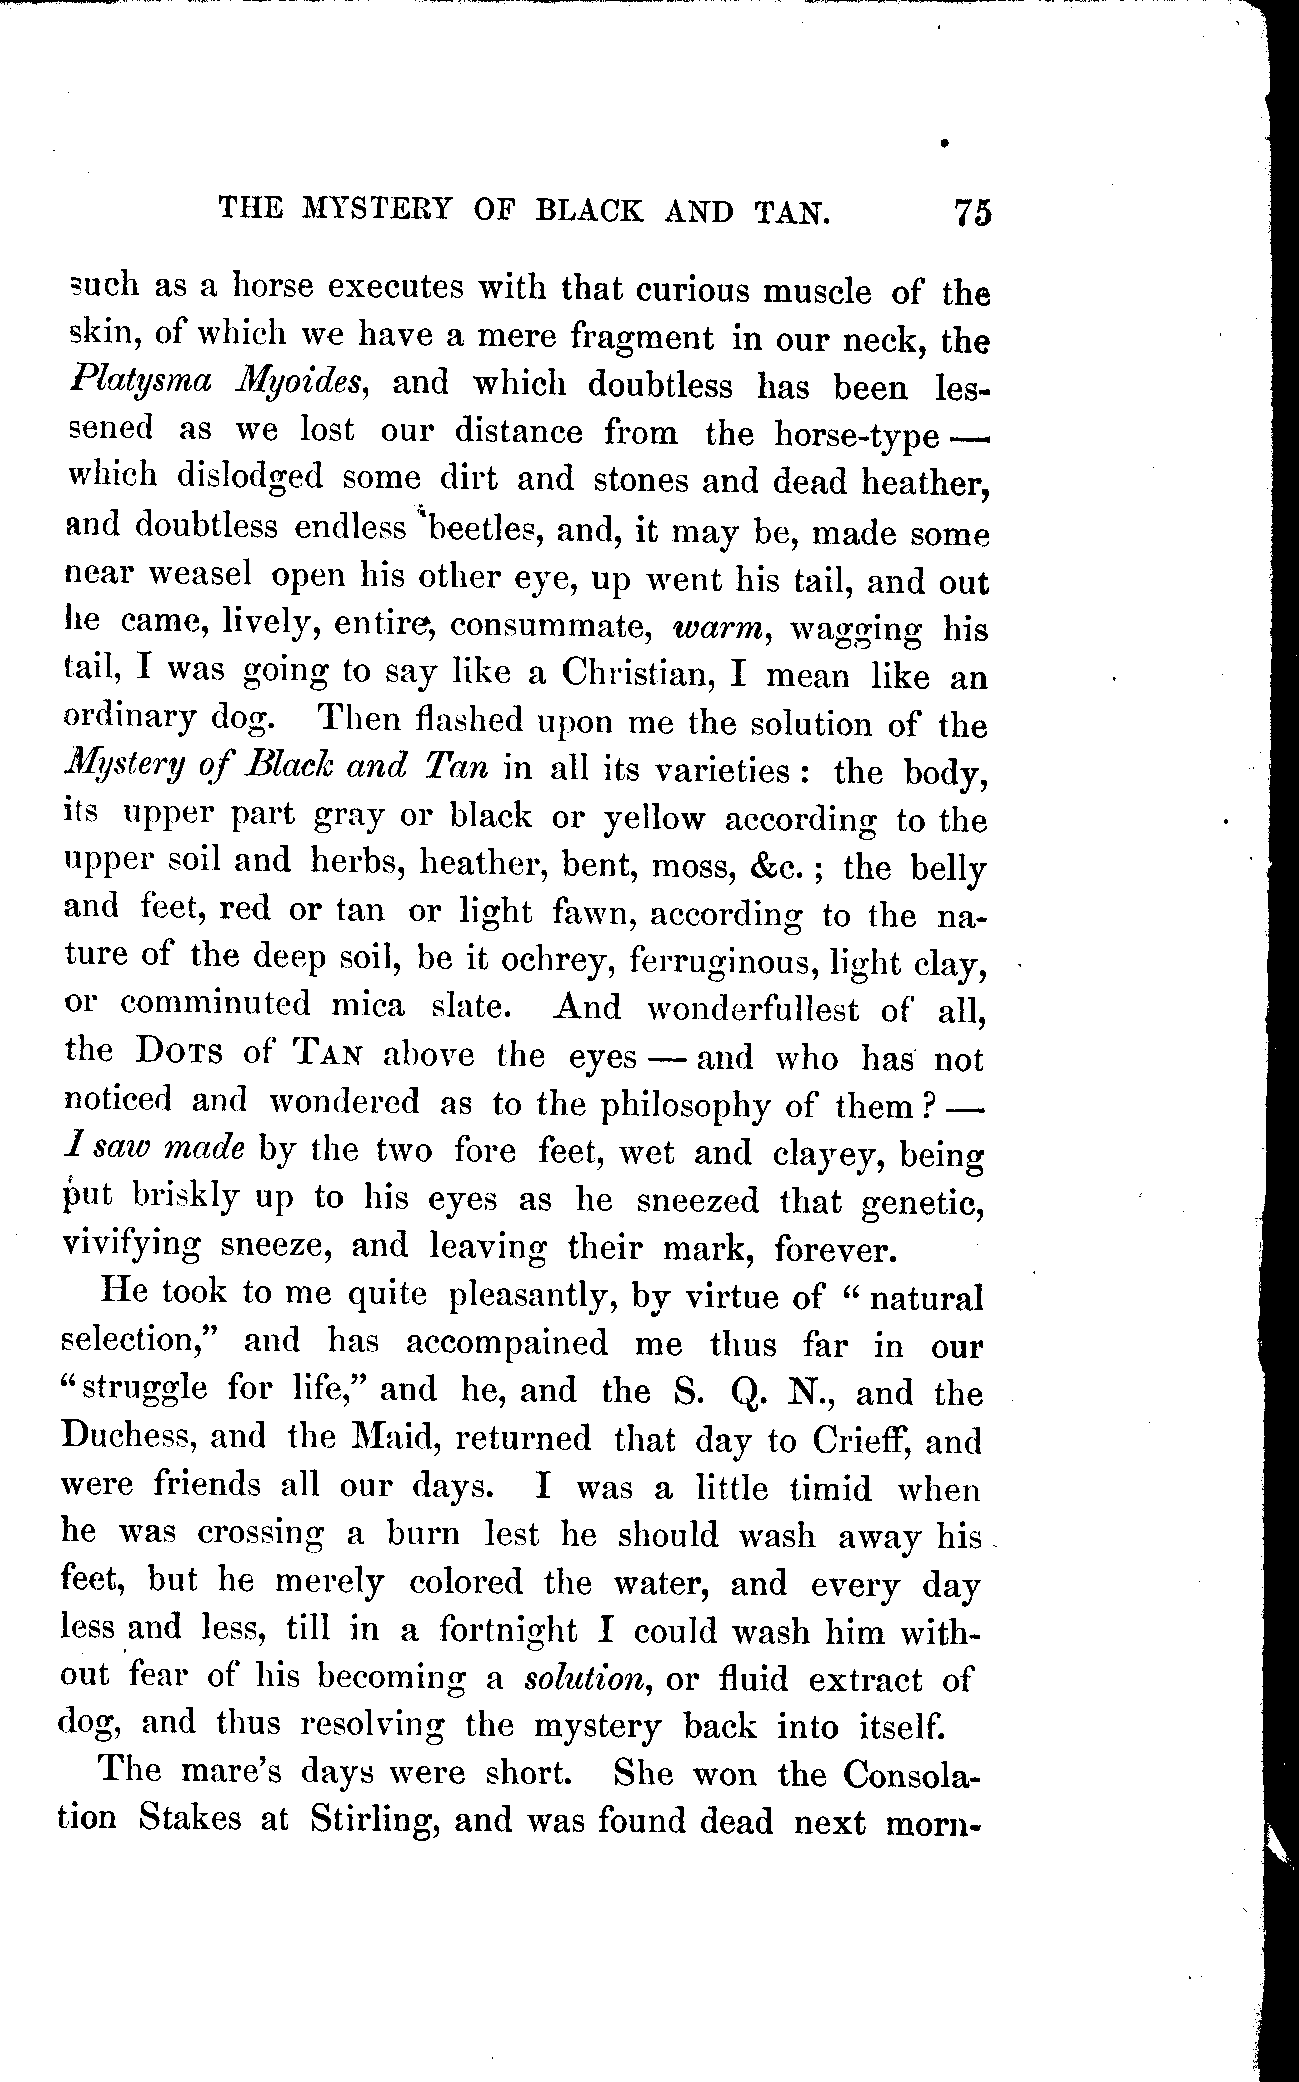 THE MYSTERY OF BLACK AND TAN. 75
such as a horse executes with that curious muscle of the
skin, of which we have a mere fragment in our neck, the
Platysma Myoides, and which doubtless has been les-
sened as we lost our distance from the horse-type —
which dislodged some dirt and stones and dead heather,
and doubtless endless beetles, and, it may be, made some
near weasel open his other eye, up went his tail, and out
he came, lively, entire, consummate, warm, wagging his
tail, I was going to say like a Christian, I mean like an
ordinary dog. Then flashed upon me the solution of the
Mystery of Black and Tan in all its varieties : the body,
its upper part gray or black or yellow according to the
upper soil and herbs, heather, bent, moss, &c. ; the belly
and feet, red or tan or light fawn, according to the na-
ture of the deep soil, be it ochrey, ferruginous, light clay,
or comminuted mica slate. And wonderfullest of all,
the DOTS of TAN above the eyes — and who has not
noticed and wondered as to the philosophy of them ? —
I saw made by the two fore feet, wet and clayey, being
put briskly up to his eyes as he sneezed that genetic,
vivifying sneeze, and leaving their mark, forever.
He took to me quite pleasantly, by virtue of “ natural
selection,” and has accompained me thus far in our
“ struggle for life,” and he, and the S. Q. N., and the
Duchess, and the Maid, returned that day to Crieff, and
were friends all our days. I was a little timid when
he was crossing a burn lest he should wash away his
feet, but he merely colored the water, and every day
less and less, till in a fortnight I could wash him with-
out fear of his becoming a solution, or fluid extract of
dog, and thus resolving the mystery back into itself.
The mare’s days were short. She won the Consola-
tion Stakes at Stirling, and was found dead next morn-